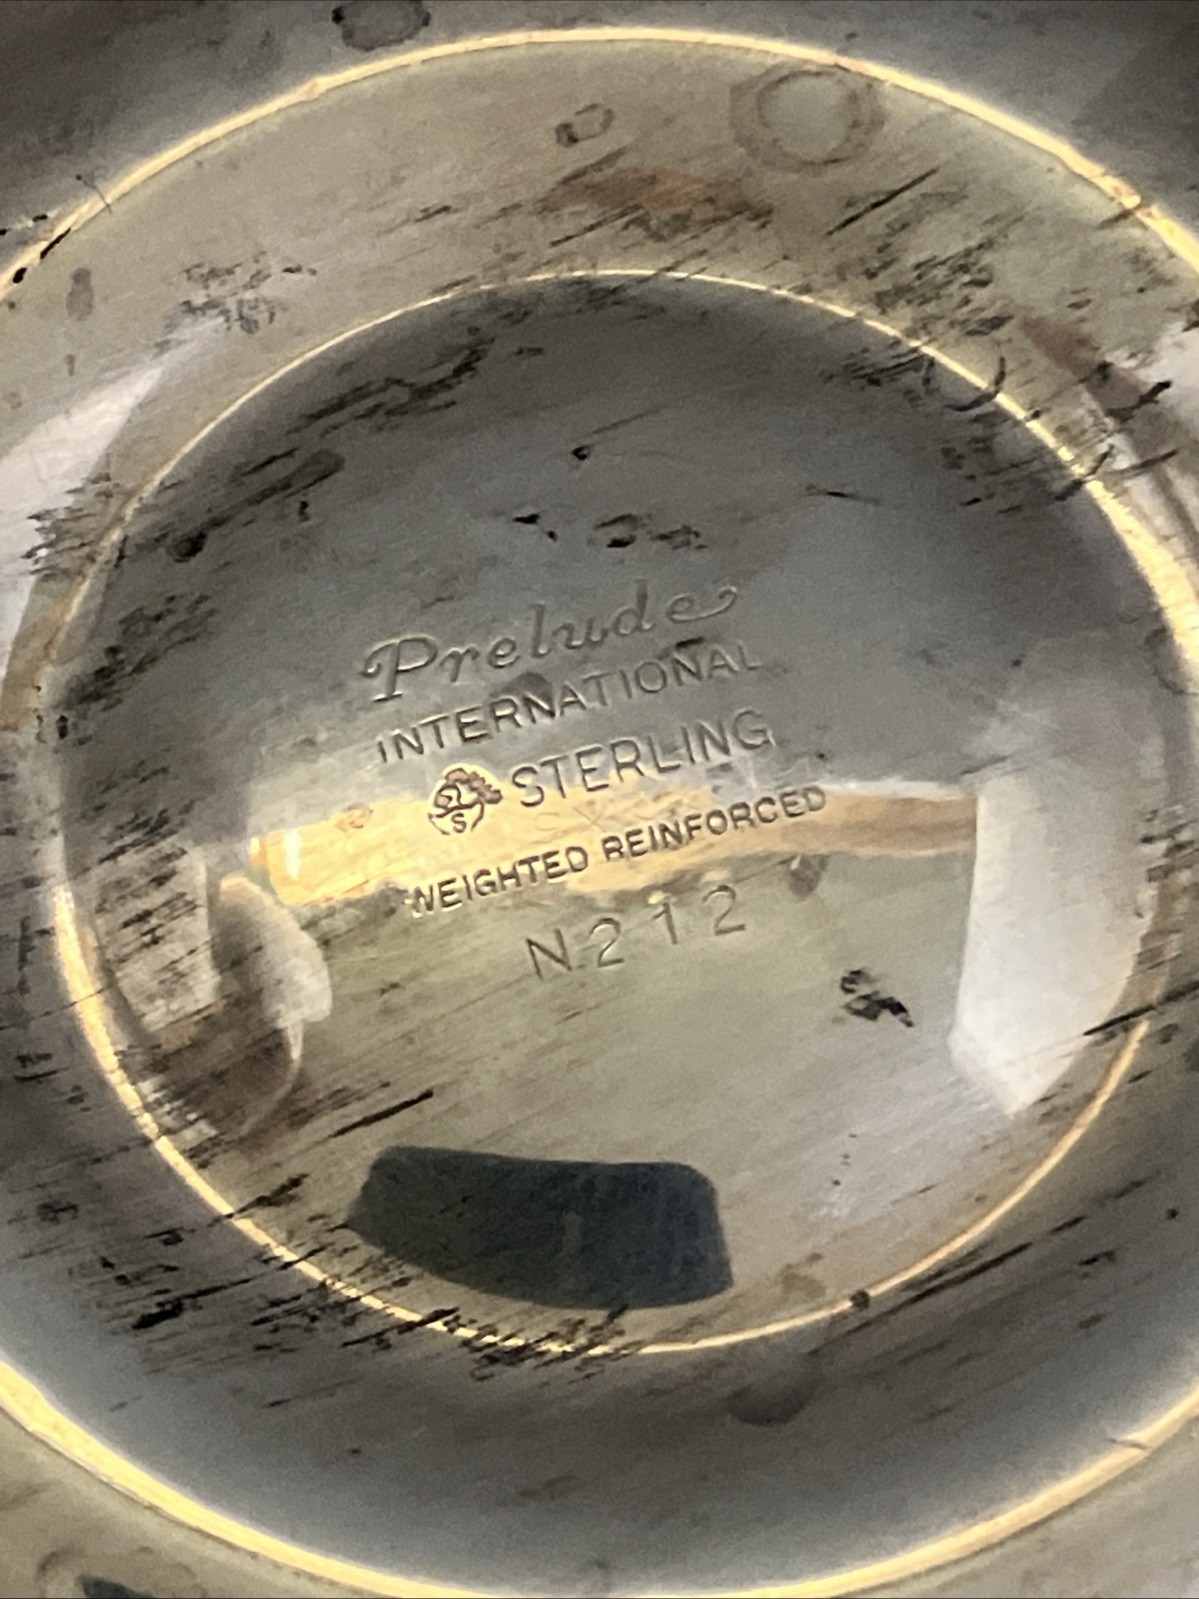 Prelude
INTERNATIONAL
S STERLING
WEIGHTED REINFORCED
N212